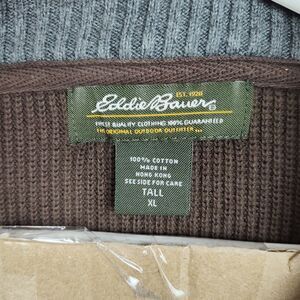 EST. 1920
Eddie Bauer
FINEST QUALITY CLOTHING 100% GUARANTEED
THE ORIGINAL OUTDOOR OUTFITTER
100% COTTON
MADE IN
HONG KONG
SEE SIDE FOR CARE
TALL
XL